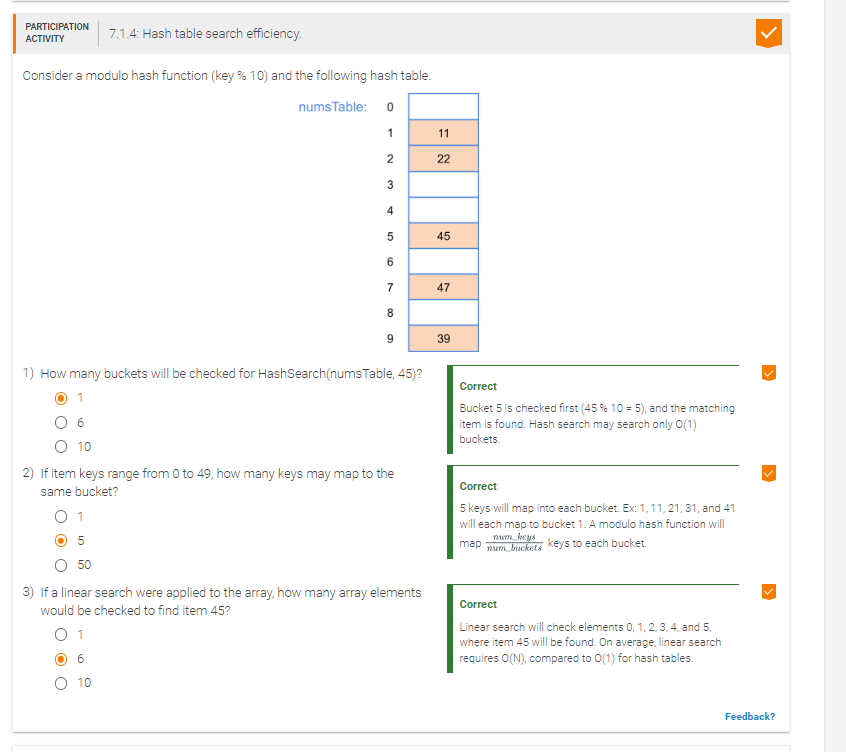 PARTICIPATION
ACTIVITY
7.1.4: Hash table search efficiency.
Consider a modulo hash function (key % 10) and the following hash table.
numsTable: 0
1 11
2 22
3
4
5 45
6
7 47
8
9 39
1) How many buckets will be checked for HashSearch(numsTable, 45)?
1
6
10
Correct
Bucket 5 is checked first (45 % 10 = 5), and the matching
item is found. Hash search may search only O(1)
buckets.
2) If item keys range from 0 to 49, how many keys may map to the
same bucket?
1
5
50
Correct
5 keys will map into each bucket. Ex: 1, 11, 21, 31, and 41
will each map to bucket 1. A modulo hash function will
map num_keys/num_buckets keys to each bucket.
3) If a linear search were applied to the array, how many array elements
would be checked to find item 45?
1
6
10
Correct
Linear search will check elements 0, 1, 2, 3, 4, and 5,
where item 45 will be found. On average, linear search
requires O(N), compared to O(1) for hash tables.
Feedback?